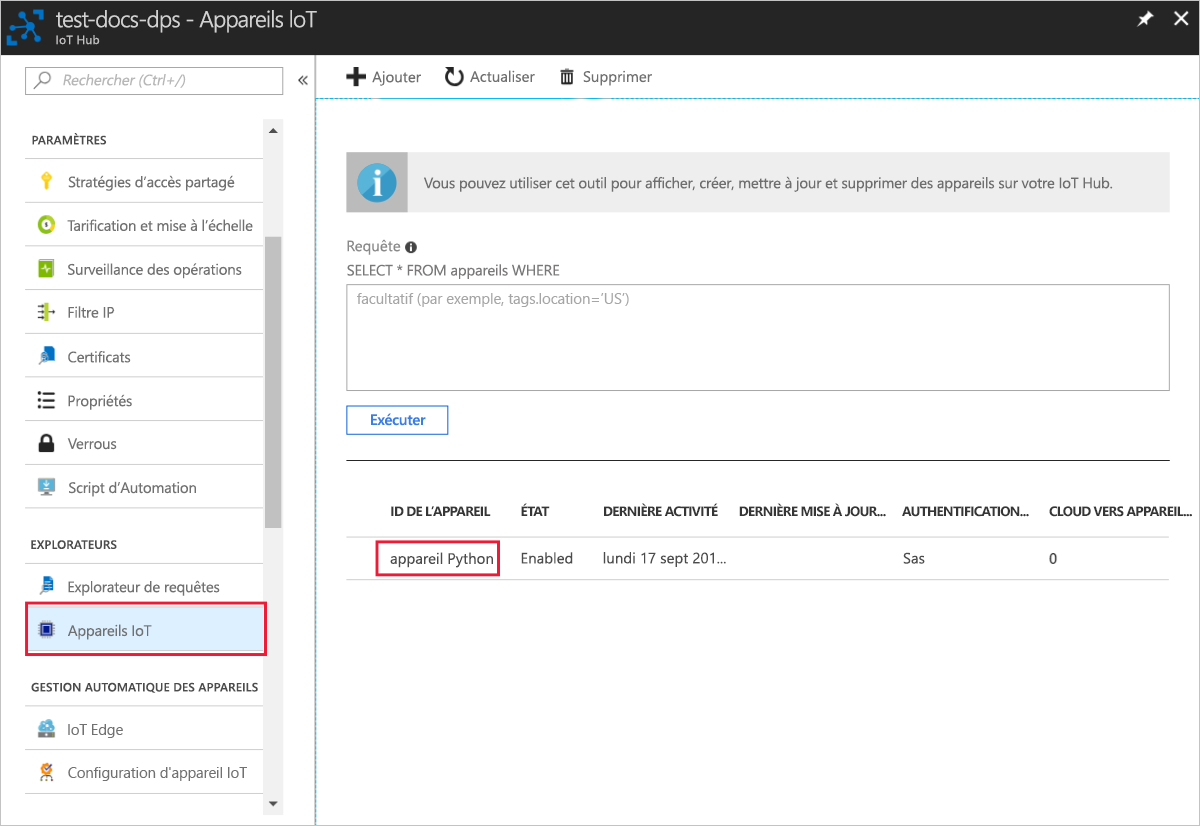 test-docs-dps - Appareils IoT
IoT Hub
Rechercher (Ctrl+/)
«
PARAMÈTRES
Stratégies d’accès partagé
Tarification et mise à l’échelle
Surveillance des opérations
Filtre IP
Certificats
Propriétés
Verrous
Script d’Automation
EXPLORATEURS
Explorateur de requêtes
Appareils IoT
GESTION AUTOMATIQUE DES APPAREILS
IoT Edge
Configuration d'appareil IoT
Ajouter Actualiser Supprimer
Vous pouvez utiliser cet outil pour afficher, créer, mettre à jour et supprimer des appareils sur votre IoT Hub.
Requête
SELECT * FROM appareils WHERE
facultatif (par exemple, tags.location=’US’)
Exécuter
ID DE L’APPAREIL ÉTAT DERNIÈRE ACTIVITÉ DERNIÈRE MISE À JOUR... AUTHENTIFICATION... CLOUD VERS APPAREIL...
appareil Python Enabled lundi 17 sept 201... Sas 0